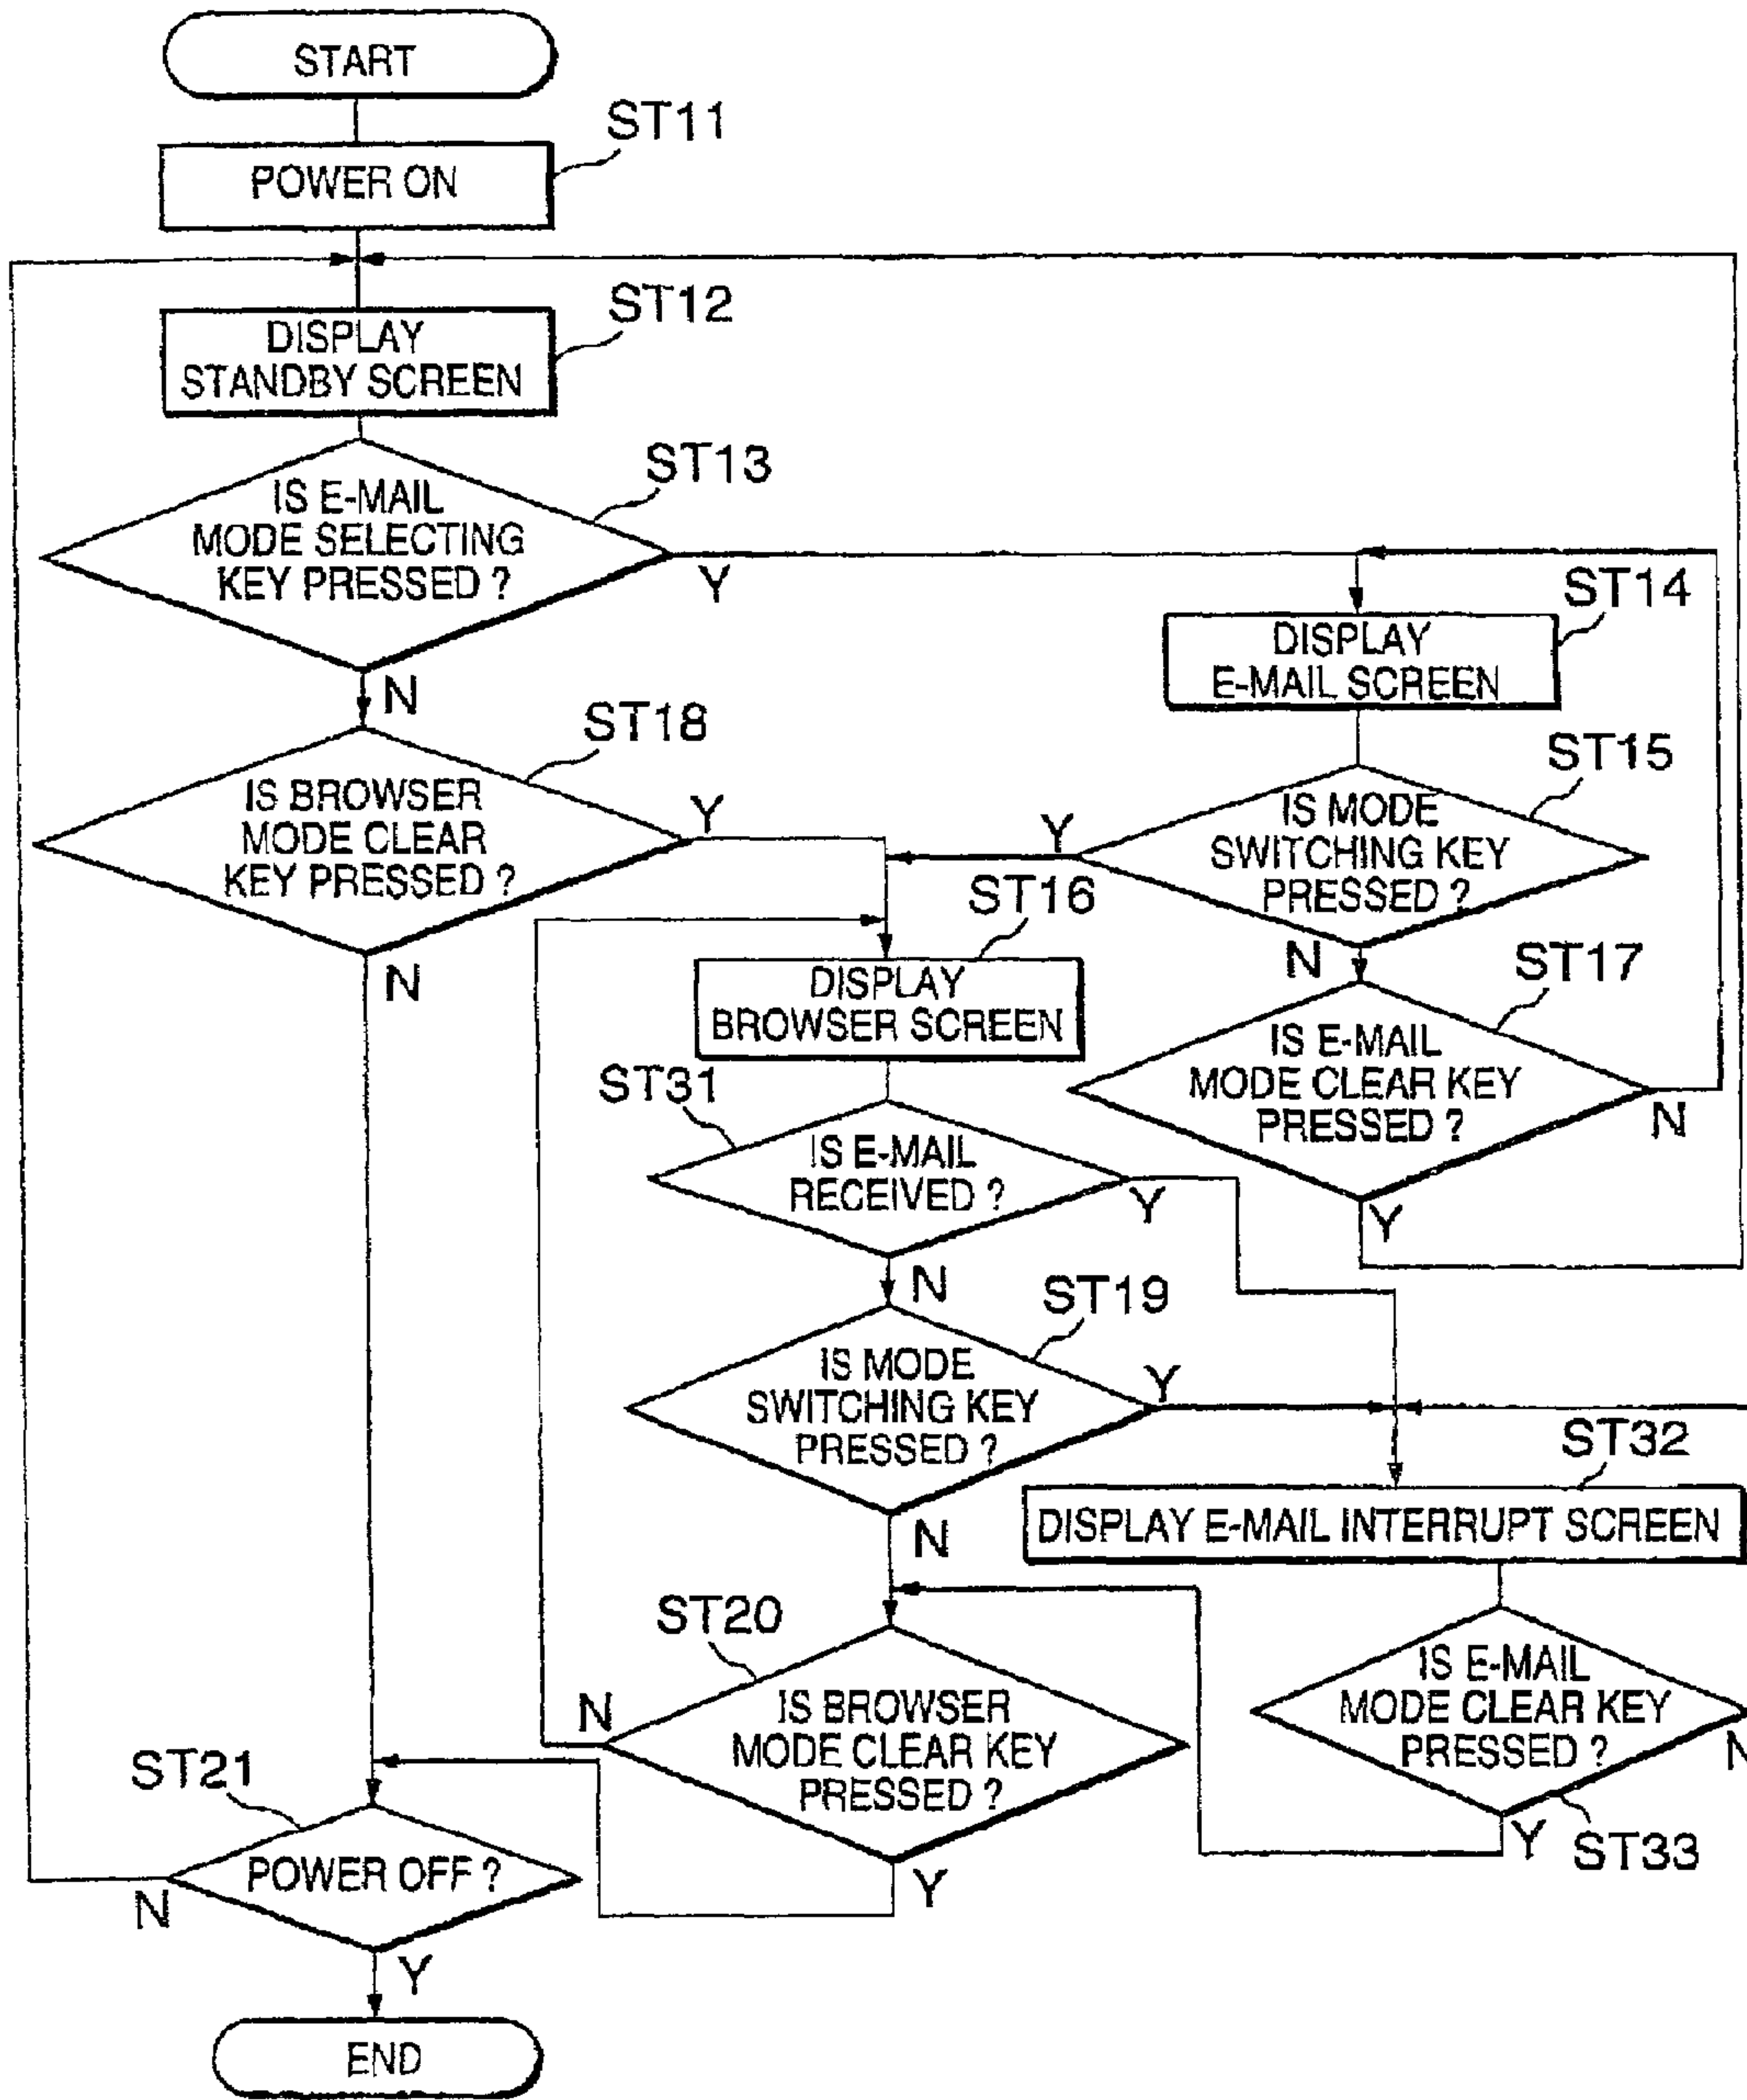 START
ST11
POWER ON
ST12
DISPLAY
STANDBY SCREEN
ST13
IS E-MAIL
MODE SELECTING
KEY PRESSED ?
Y
N
ST14
DISPLAY
E-MAIL SCREEN
ST18
IS BROWSER
MODE CLEAR
KEY PRESSED ?
Y
N
ST15
IS MODE
SWITCHING KEY
PRESSED ?
Y
N
ST16
DISPLAY
BROWSER SCREEN
ST17
IS E-MAIL
MODE CLEAR KEY
PRESSED ?
N
Y
ST31
IS E-MAIL
RECEIVED ?
Y
N
ST19
IS MODE
SWITCHING KEY
PRESSED ?
Y
N
ST32
DISPLAY E-MAIL INTERRUPT SCREEN
ST20
IS BROWSER
MODE CLEAR KEY
PRESSED ?
N
Y
IS E-MAIL
MODE CLEAR KEY
PRESSED ?
N
Y
ST33
ST21
POWER OFF ?
N
Y
END